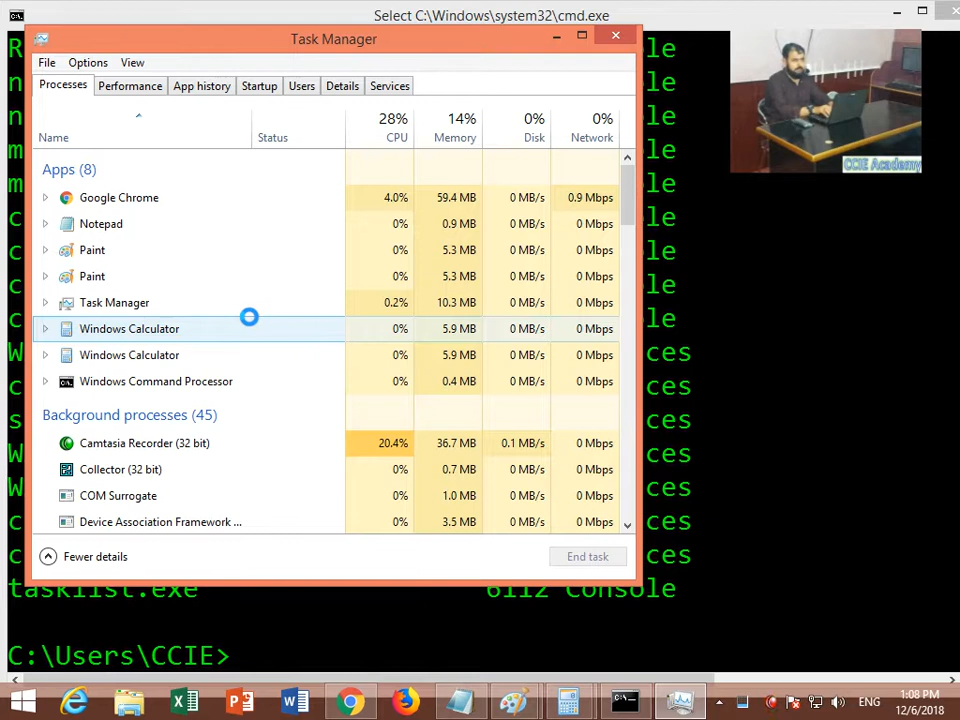 Select C:\Windows\system32\cmd.exe
Task Manager
File Options View
Processes Performance App history Startup Users Details Services
28% 14% 0% 0%
Name Status CPU Memory Disk Network
Apps (8)
Google Chrome 4.0% 59.4 MB 0 MB/s 0.9 Mbps
Notepad 0% 0.9 MB 0 MB/s 0 Mbps
Paint 0% 5.3 MB 0 MB/s 0 Mbps
Paint 0% 5.3 MB 0 MB/s 0 Mbps
Task Manager 0.2% 10.3 MB 0 MB/s 0 Mbps
Windows Calculator 0% 5.9 MB 0 MB/s 0 Mbps
Windows Calculator 0% 5.9 MB 0 MB/s 0 Mbps
Windows Command Processor 0% 0.4 MB 0 MB/s 0 Mbps
Background processes (45)
Camtasia Recorder (32 bit) 20.4% 36.7 MB 0.1 MB/s 0 Mbps
Collector (32 bit) 0% 0.7 MB 0 MB/s 0 Mbps
COM Surrogate 0% 1.0 MB 0 MB/s 0 Mbps
Device Association Framework ... 0% 3.5 MB 0 MB/s 0 Mbps
Fewer details End task
CCIE Academy
tasklist.exe 6112 Console
C:\Users\CCIE>
ENG 1:08 PM
12/6/2018